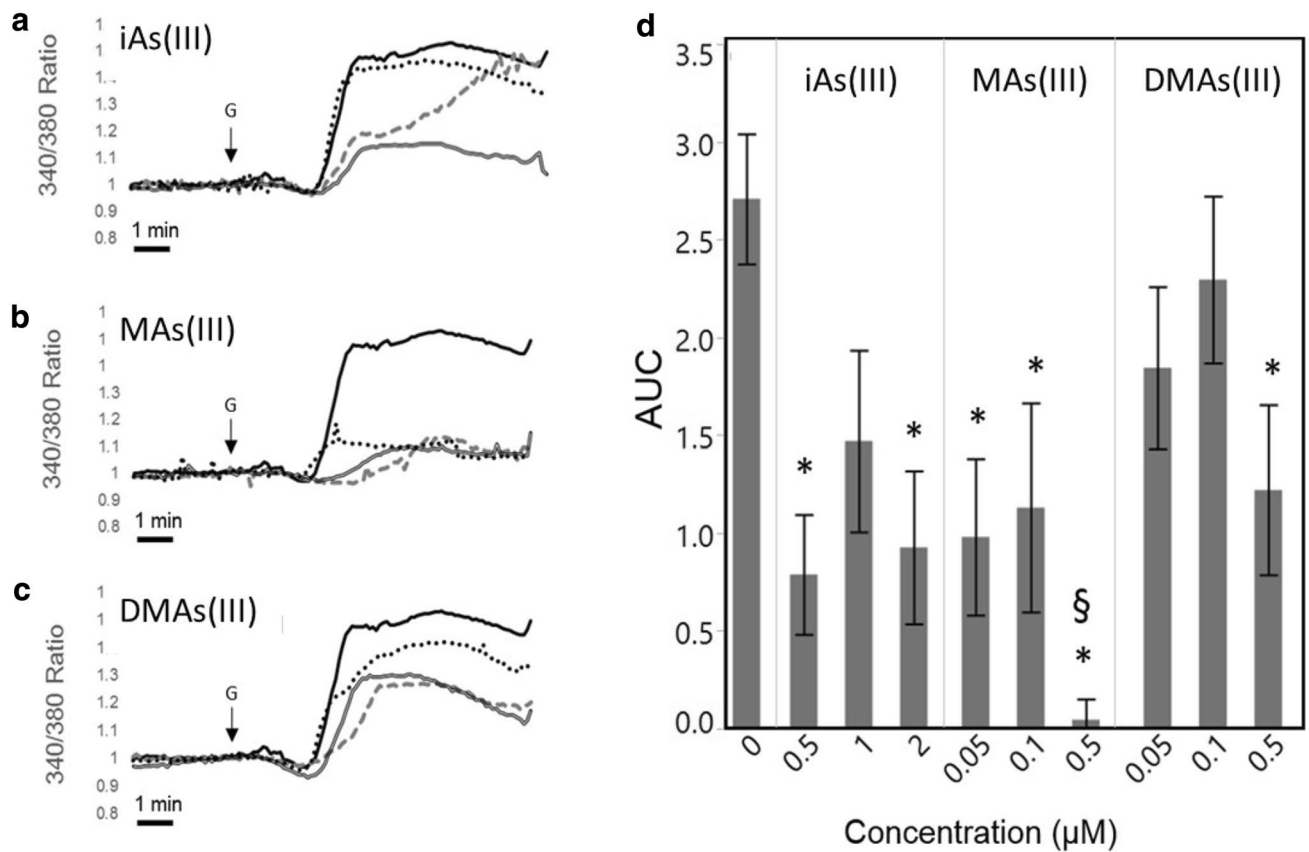 a
iAs(III)
340/380 Ratio
1
1
1
1.3
1.2
1.1
1
0.9
0.8
G
1 min
b
MAs(III)
340/380 Ratio
1
1
1
1.3
1.2
1.1
1
0.9
0.8
G
1 min
c
DMAs(III)
340/380 Ratio
1
1
1.3
1.2
1.1
1
0.9
0.8
G
1 min
d
AUC
3.5
3.0
2.5
2.0
1.5
1.0
0.5
0.0
iAs(III) MAs(III) DMAs(III)
* * * * § * *
0 0.5 1 2 0.05 0.1 0.5 0.05 0.1 0.5
Concentration (µM)